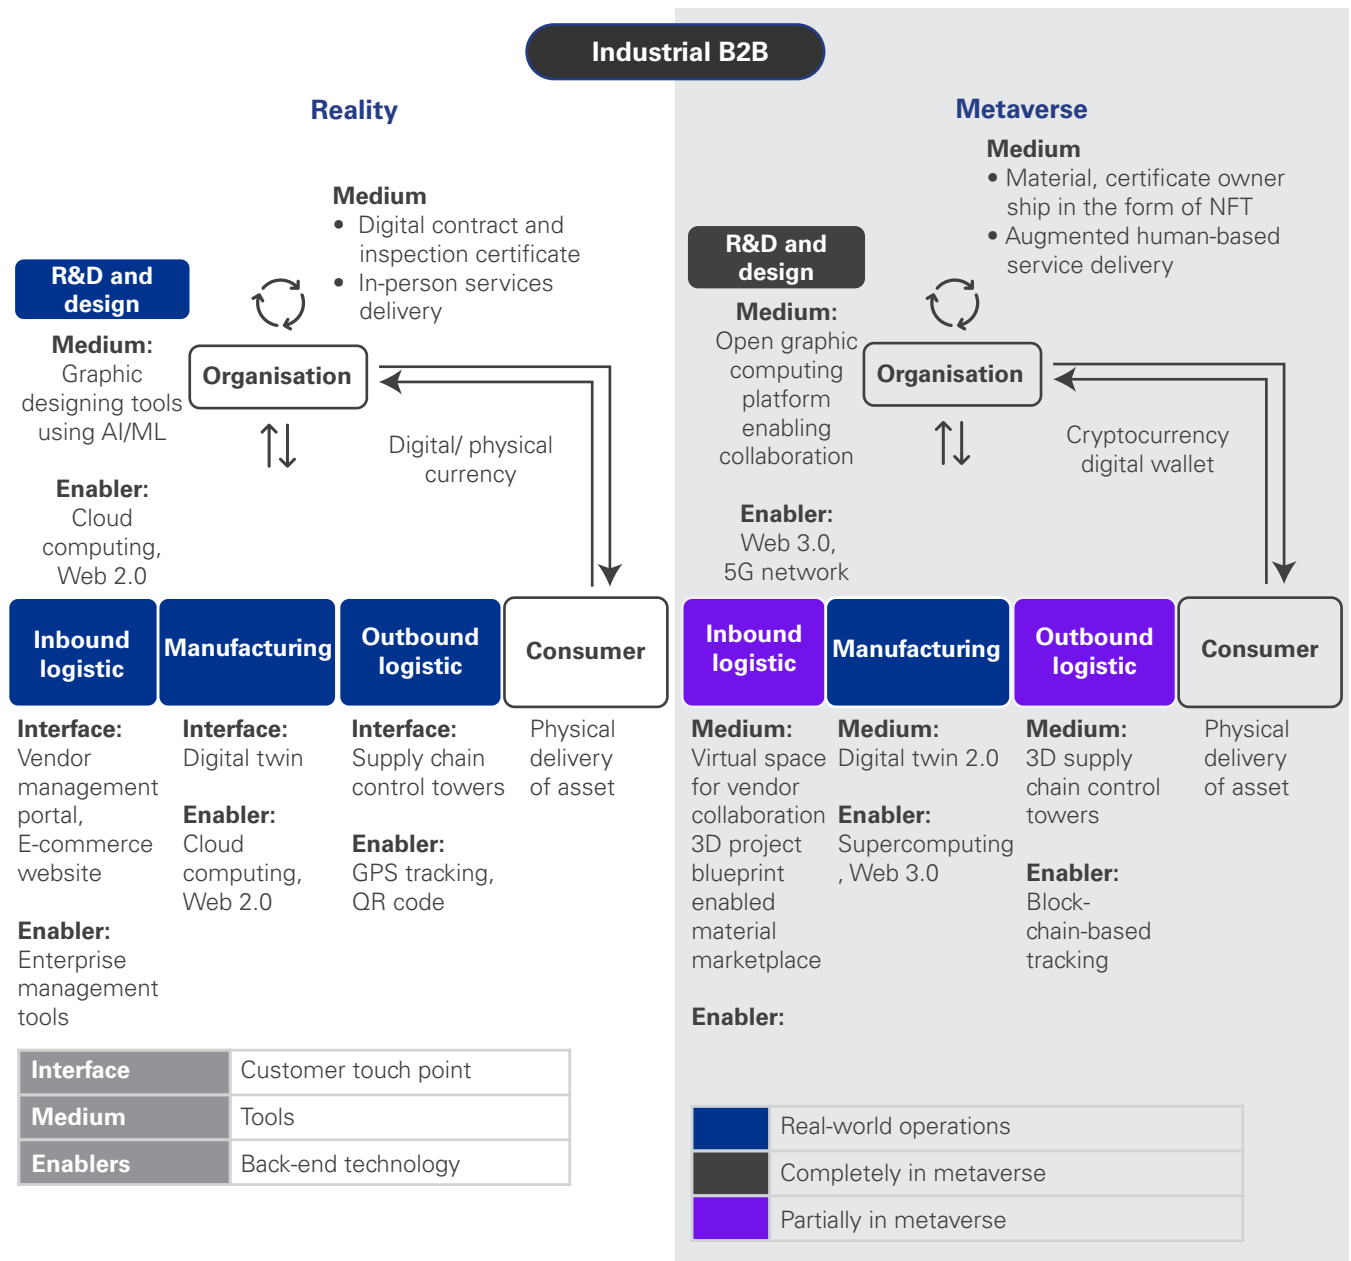 Industrial B2B
Reality
Medium
• Digital contract and
inspection certificate
• In-person services
delivery
R&D and
design
Medium:
Graphic
designing tools
using AI/ML
Enabler:
Cloud
computing,
Web 2.0
Organisation
Digital/ physical
currency
Inbound
logistic
Manufacturing
Outbound
logistic
Consumer
Interface:
Vendor
management
portal,
E-commerce
website
Enabler:
Enterprise
management
tools
Interface:
Digital twin
Enabler:
Cloud
computing,
Web 2.0
Interface:
Supply chain
control towers
Enabler:
GPS tracking,
QR code
Physical
delivery
of asset
Interface Customer touch point
Medium Tools
Enablers Back-end technology
Metaverse
Medium
• Material, certificate owner
ship in the form of NFT
• Augmented human-based
service delivery
R&D and
design
Medium:
Open graphic
computing
platform
enabling
collaboration
Enabler:
Web 3.0,
5G network
Organisation
Cryptocurrency
digital wallet
Inbound
logistic
Manufacturing
Outbound
logistic
Consumer
Medium:
Virtual space
for vendor
collaboration
3D project
blueprint
enabled
material
marketplace
Enabler:
Medium:
Digital twin 2.0
Enabler:
Supercomputing
, Web 3.0
Medium:
3D supply
chain control
towers
Enabler:
Block-
chain-based
tracking
Physical
delivery
of asset
Real-world operations
Completely in metaverse
Partially in metaverse